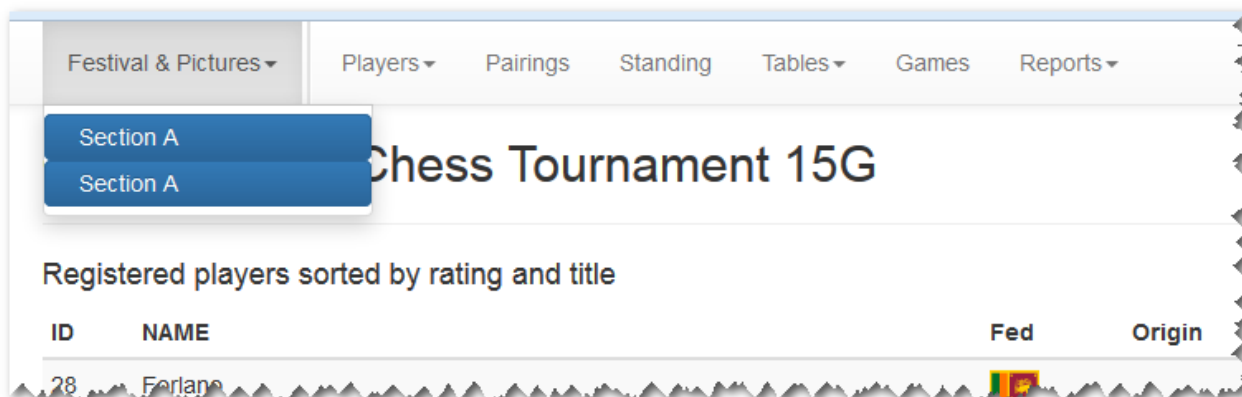 Festival & Pictures Players Pairings Standing Tables Games Reports
Section A
Chess Tournament 15G
Section A
Registered players sorted by rating and title
ID NAME Fed Origin
28 Forlano